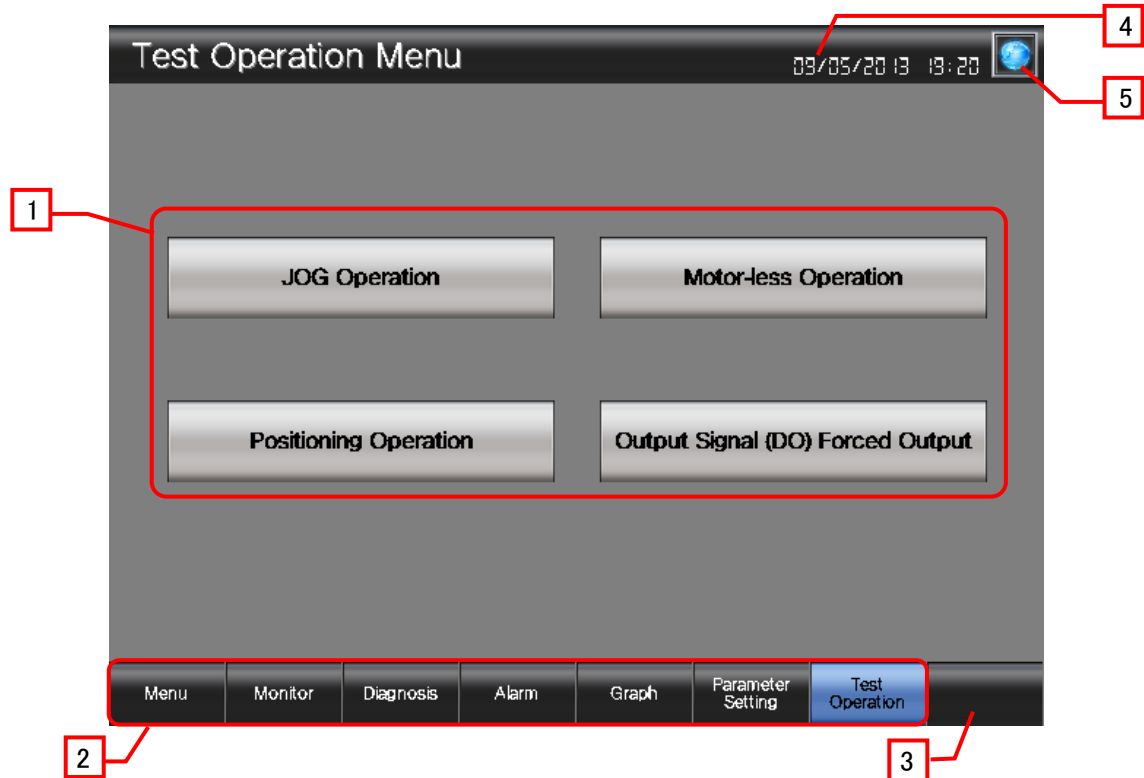 4
Test Operation Menu
09/05/2013 19:20
5
1
JOG Operation
Motor-less Operation
Positioning Operation
Output Signal (DO) Forced Output
Menu
Monitor
Diagnosis
Alarm
Graph
Parameter
Setting
Test
Operation
2
3